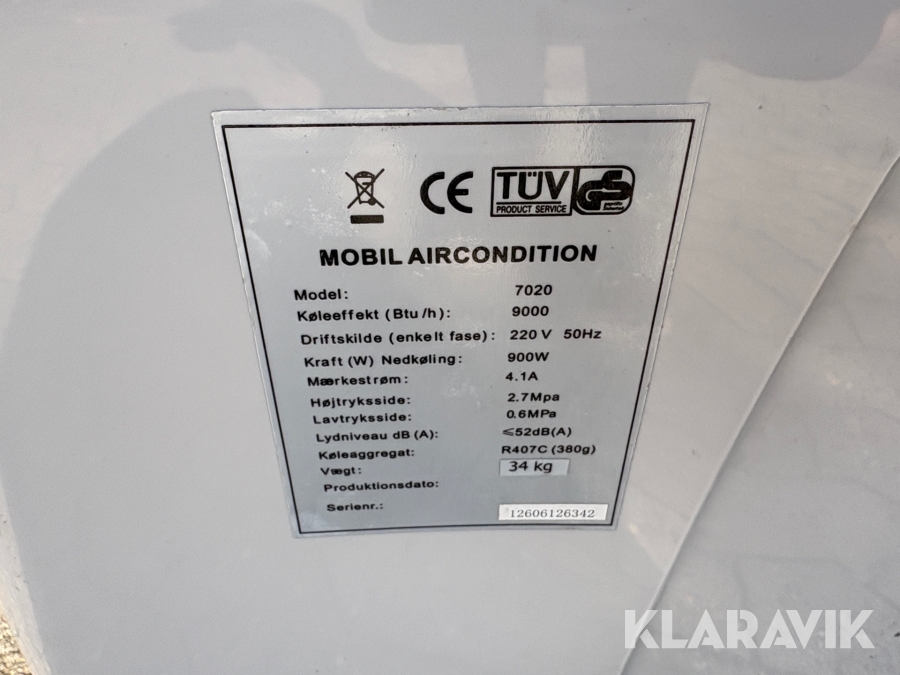 CE TÜV
PRODUCT SERVICE
MOBIL AIRCONDITION
Model: 7020
Køleeffekt (Btu/h): 9000
Driftskilde (enkelt fase): 220 V 50Hz
Kraft (W) Nedkøling: 900W
Mærkestrøm: 4.1A
Højtryksside: 2.7Mpa
Lavtryksside: 0.6MPa
Lydniveau dB (A): ≤52dB(A)
Køleaggregat: R407C (380g)
Vægt: 34 kg
Produktionsdato:
Serienr.: 12606126342
KLARAVIK